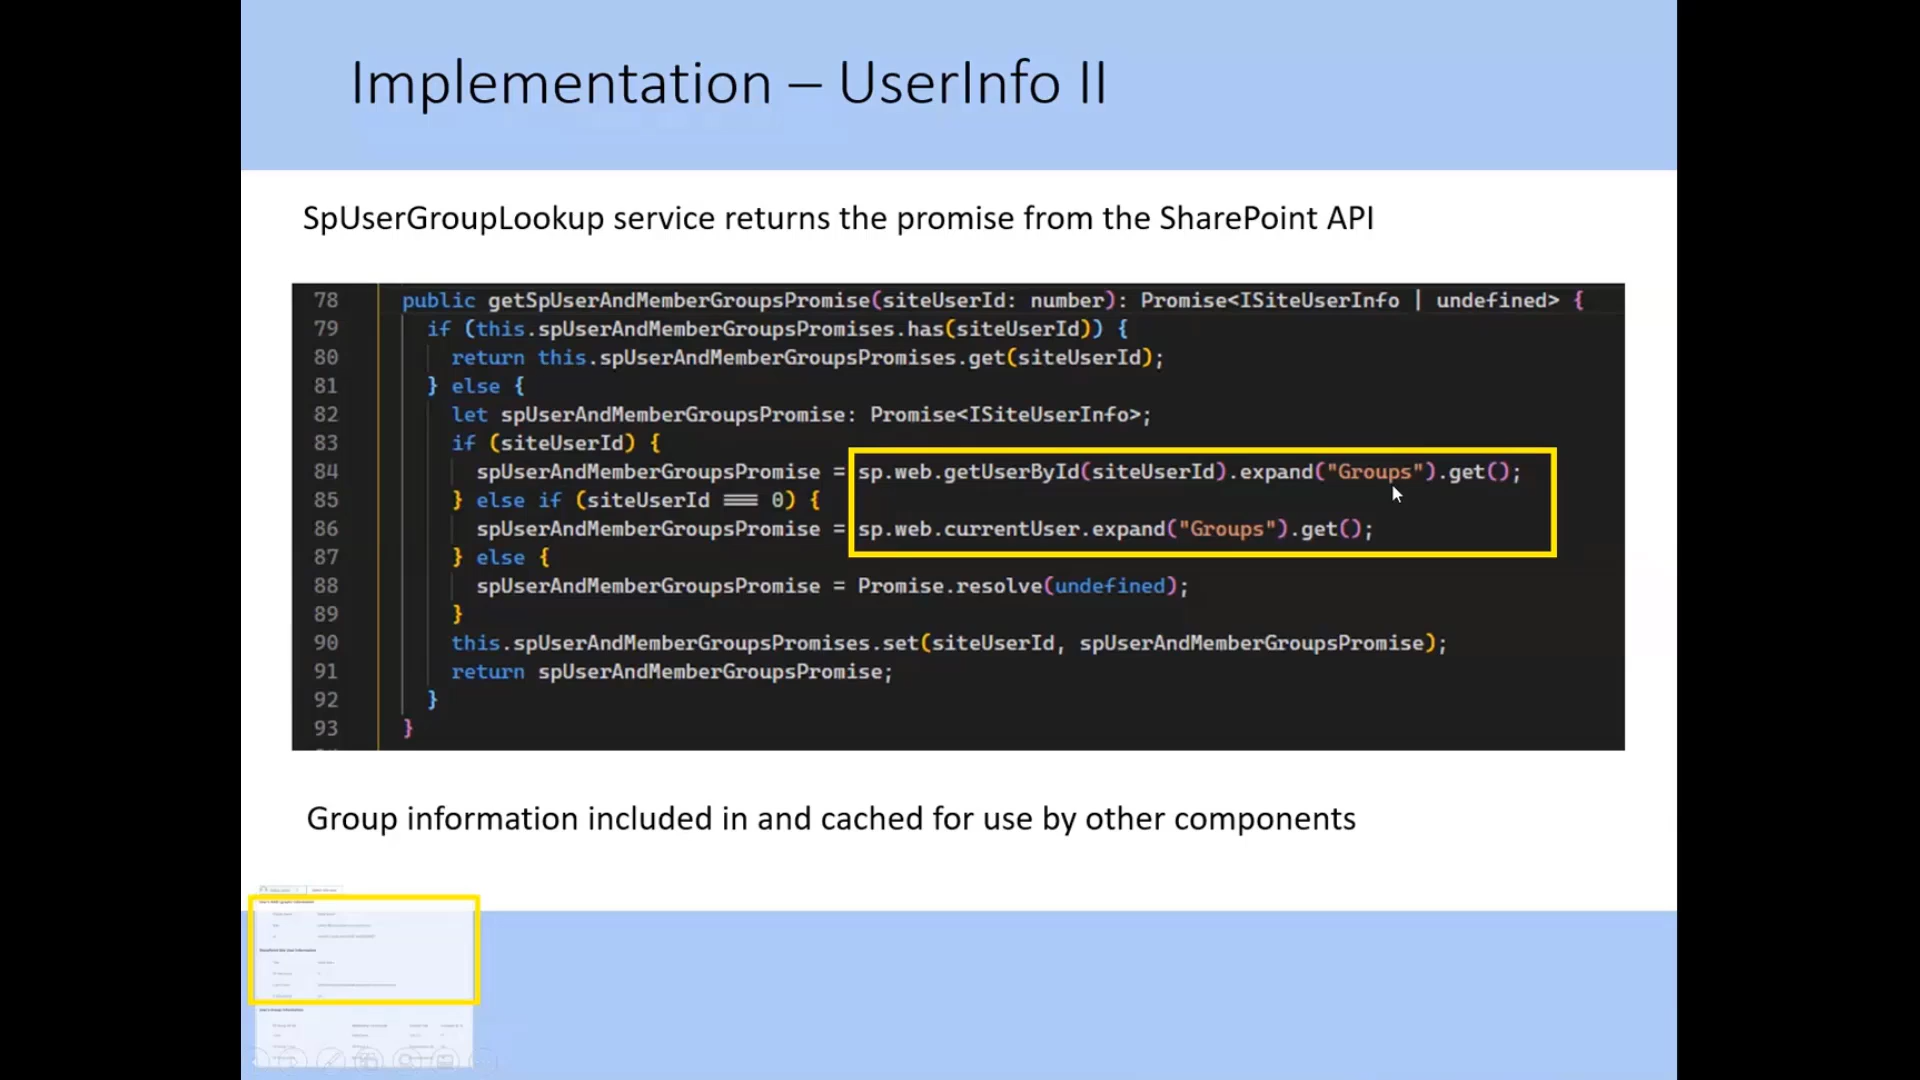 Implementation – UserInfo II
SpUserGroupLookup service returns the promise from the SharePoint API
78 public getSpUserAndMemberGroupsPromise(siteUserId: number): Promise<ISiteUserInfo | undefined> {
79 if (this.spUserAndMemberGroupsPromises.has(siteUserId)) {
80 return this.spUserAndMemberGroupsPromises.get(siteUserId);
81 } else {
82 let spUserAndMemberGroupsPromise: Promise<ISiteUserInfo>;
83 if (siteUserId) {
84 spUserAndMemberGroupsPromise = sp.web.getUserById(siteUserId).expand("Groups").get();
85 } else if (siteUserId === 0) {
86 spUserAndMemberGroupsPromise = sp.web.currentUser.expand("Groups").get();
87 } else {
88 spUserAndMemberGroupsPromise = Promise.resolve(undefined);
89 }
90 this.spUserAndMemberGroupsPromises.set(siteUserId, spUserAndMemberGroupsPromise);
91 return spUserAndMemberGroupsPromise;
92 }
93 }
Group information included in and cached for use by other components